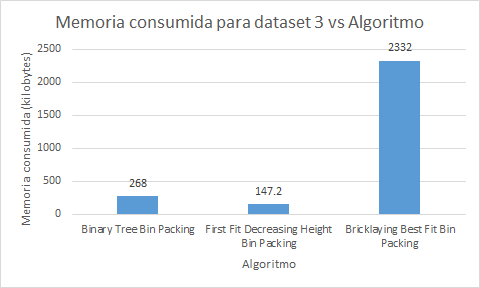 Memoria consumida para dataset 3 vs Algoritmo
Memoria consumida (kilobytes)
2500
2000
1500
1000
500
0
268
147.2
2332
Binary Tree Bin Packing
First Fit Decreasing Height
Bin Packing
Bricklaying Best Fit Bin
Packing
Algoritmo